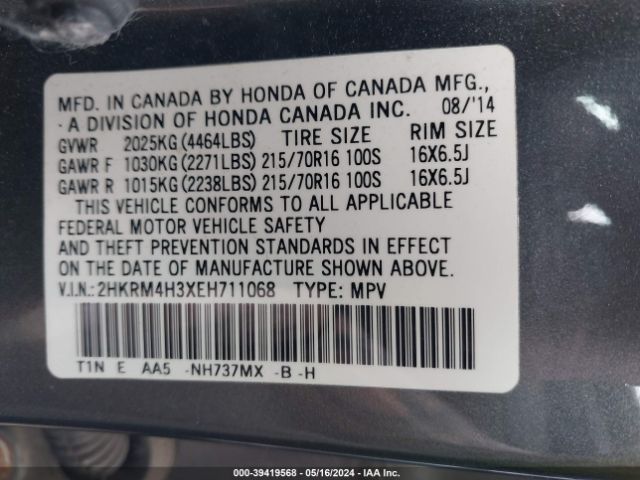 MFD. IN CANADA BY HONDA OF CANADA MFG.,
A DIVISION OF HONDA CANADA INC. 08/'14
GVWR 2025KG (4464LBS) TIRE SIZE RIM SIZE
GAWR F 1030KG (2271LBS) 215/70R16 100S 16X6.5J
GAWR R 1015KG (2238LBS) 215/70R16 100S 16X6.5J
THIS VEHICLE CONFORMS TO ALL APPLICABLE
FEDERAL MOTOR VEHICLE SAFETY
AND THEFT PREVENTION STANDARDS IN EFFECT
ON THE DATE OF MANUFACTURE SHOWN ABOVE.
V.I.N.: 2HKRM4H3XEH711068 TYPE: MPV
T1N E AA5 -NH737MX -B -H
000-39419568 - 05/16/2024 - IAA Inc.